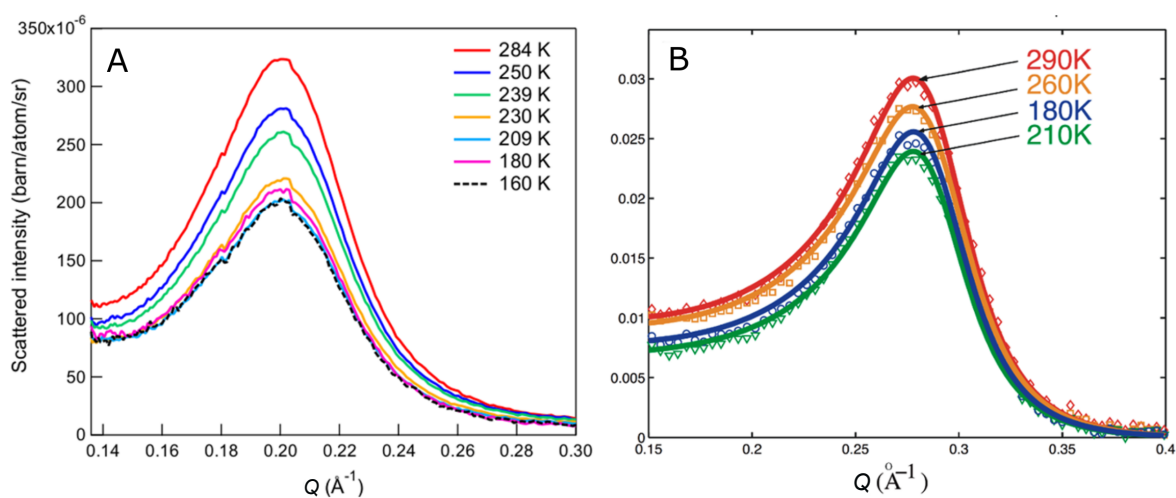 A
350x10-6
300
250
200
150
100
50
0
Scattered intensity (barn/atom/sr)
284 K
250 K
239 K
230 K
209 K
180 K
160 K
0.14 0.16 0.18 0.20 0.22 0.24 0.26 0.28 0.30
Q (Å-1)
B
0.03
0.025
0.02
0.015
0.01
0.005
0
290K
260K
180K
210K
0.15 0.2 0.25 0.3 0.35 0.4
Q (Å-1)